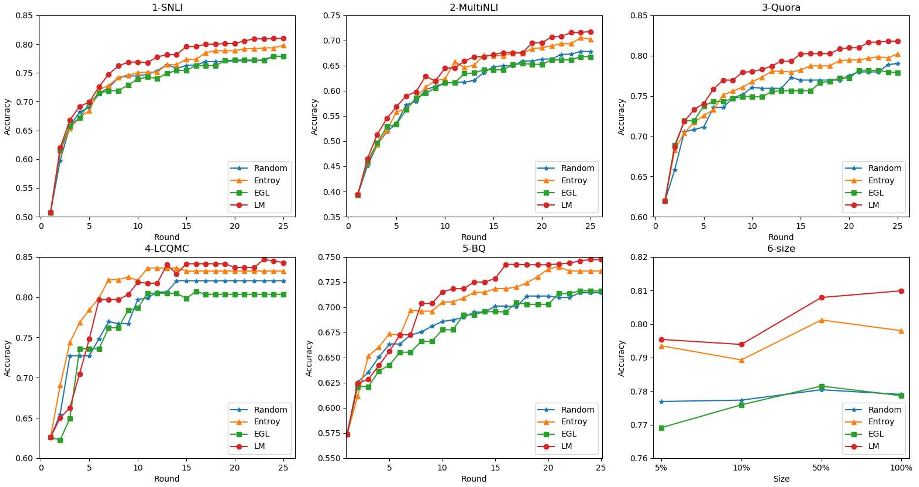 1-SNLI
0.85
0.80
0.75
0.70
0.65
0.60
0.55
0.50
Accuracy
0
5
10
15
20
25
Round
Random
Entroy
EGL
LM
2-MultiNLI
0.75
0.70
0.65
0.60
0.55
0.50
0.45
0.40
0.35
Accuracy
0
5
10
15
20
25
Round
Random
Entroy
EGL
LM
3-Quora
0.85
0.80
0.75
0.70
0.65
0.60
Accuracy
0
5
10
15
20
25
Round
Random
Entroy
EGL
LM
4-LCQMC
0.85
0.80
0.75
0.70
0.65
0.60
Accuracy
0
5
10
15
20
25
Round
Random
Entroy
EGL
LM
5-BQ
0.750
0.725
0.700
0.675
0.650
0.625
0.600
0.575
0.550
Accuracy
5
10
15
20
25
Round
Random
Entroy
EGL
LM
6-size
0.82
0.81
0.80
0.79
0.78
0.77
0.76
Accuracy
5%
10%
50%
100%
Size
Random
Entroy
EGL
LM